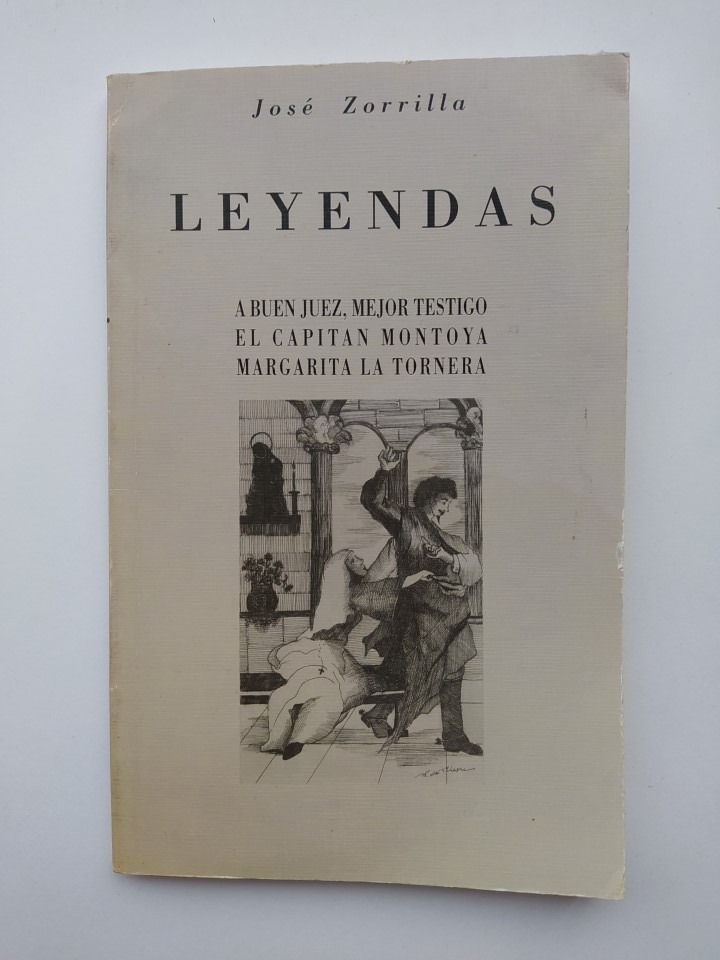 José Zorrilla
LEYENDAS
A BUEN JUEZ, MEJOR TESTIGO
EL CAPITAN MONTOYA
MARGARITA LA TORNERA